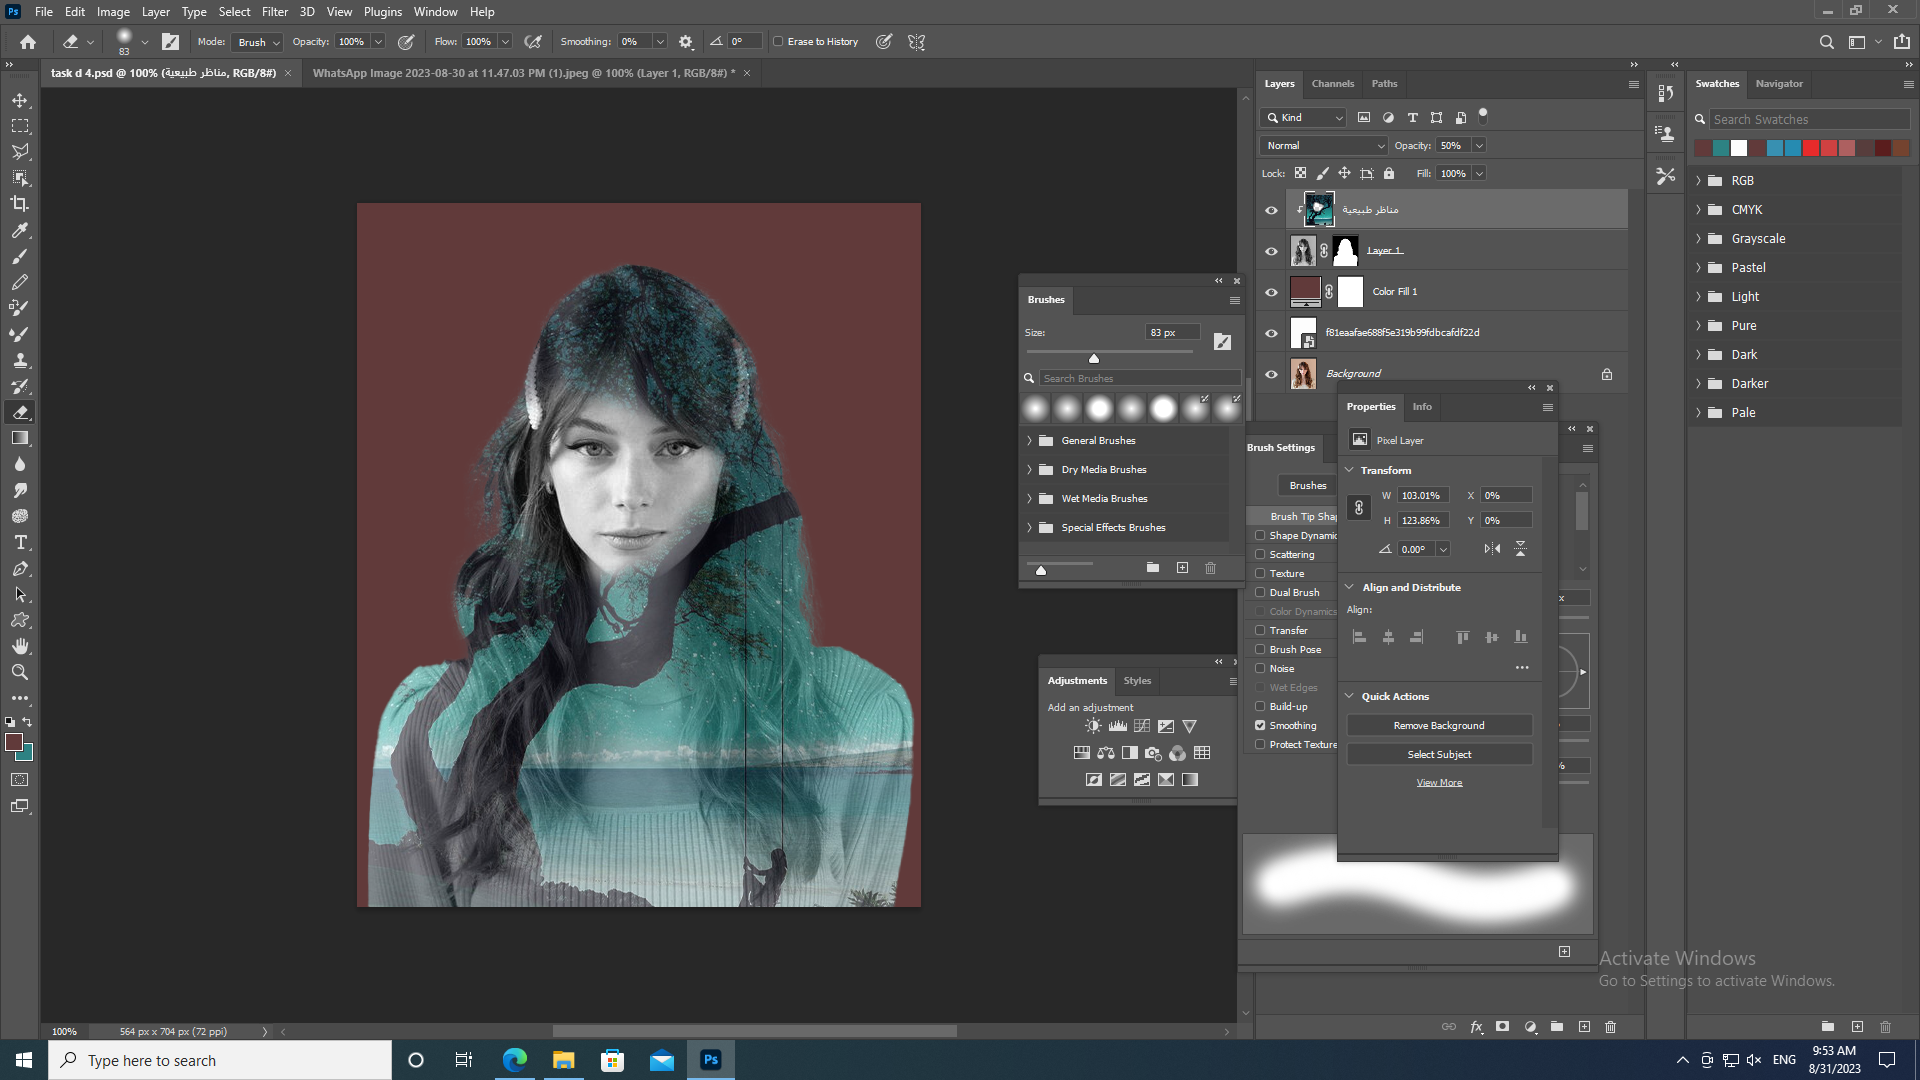 Ps File Edit Image Layer Type Select Filter 3D View Plugins Window Help
83 Mode: Brush Opacity: 100% Flow: 100% Smoothing: 0% 0° Erase to History
task d 4.psd @ 100% (مناظر طبيعية, RGB/8#) × WhatsApp Image 2023-08-30 at 11.47.03 PM (1).jpeg @ 100% (Layer 1, RGB/8#) * ×
Layers Channels Paths
Kind
Normal Opacity: 50%
Lock: Fill: 100%
مناظر طبيعية
Layer 1
Color Fill 1
f81eaafae688f5e319b99fdbcafdf22d
Background
Swatches Navigator
Search Swatches
RGB
CMYK
Grayscale
Pastel
Light
Pure
Dark
Darker
Pale
Brushes
Size: 83 px
Search Brushes
General Brushes
Dry Media Brushes
Wet Media Brushes
Special Effects Brushes
Adjustments Styles
Add an adjustment
Brush Settings
Brushes
Brush Tip Shap
Shape Dynamic
Scattering
Texture
Dual Brush
Color Dynamics
Transfer
Brush Pose
Noise
Wet Edges
Build-up
Smoothing
Protect Texture
Properties Info
Pixel Layer
Transform
W 103.01% X 0%
H 123.86% Y 0%
0.00°
Align and Distribute
Align:
Quick Actions
Remove Background
Select Subject
View More
Activate Windows
Go to Settings to activate Windows.
100% 564 px x 704 px (72 ppi)
Type here to search
Ps
ENG
9:53 AM
8/31/2023